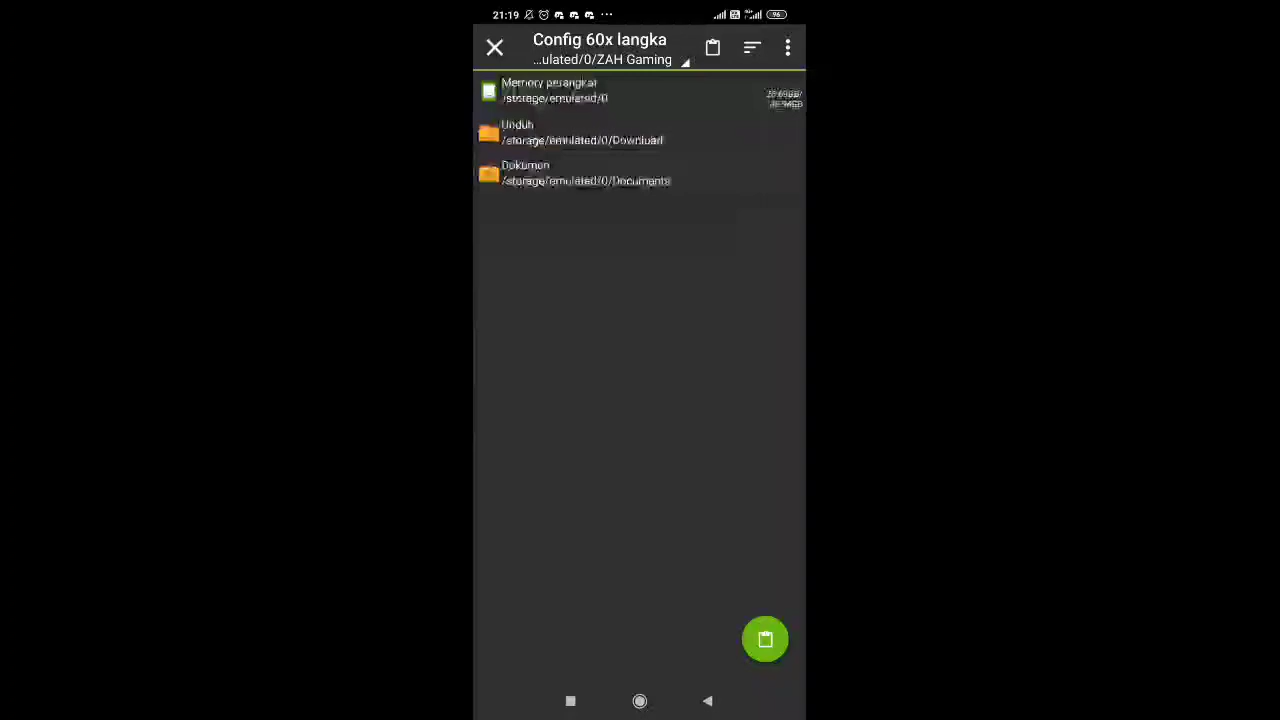 21:19
96
Config 60x langka
...ulated/0/ZAH Gaming
Memory perangkat
/storage/emulated/0
Unduh
/storage/emulated/0/Download
Dokumen
/storage/emulated/0/Documents